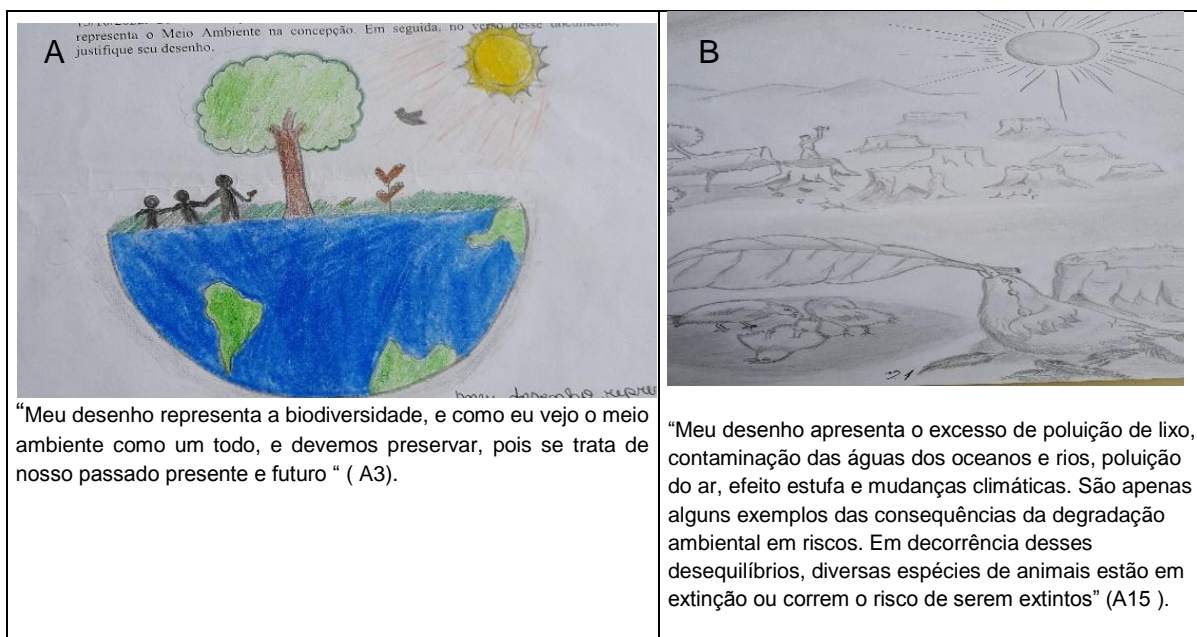 representa o Meio Ambiente na concepção. Em seguida, no verso desse documento,
justifique seu desenho.
A
meu desenho repre
“Meu desenho representa a biodiversidade, e como eu vejo o meio
ambiente como um todo, e devemos preservar, pois se trata de
nosso passado presente e futuro “ ( A3).
B
“Meu desenho apresenta o excesso de poluição de lixo,
contaminação das águas dos oceanos e rios, poluição
do ar, efeito estufa e mudanças climáticas. São apenas
alguns exemplos das consequências da degradação
ambiental em riscos. Em decorrência desses
desequilíbrios, diversas espécies de animais estão em
extinção ou correm o risco de serem extintos” (A15 ).